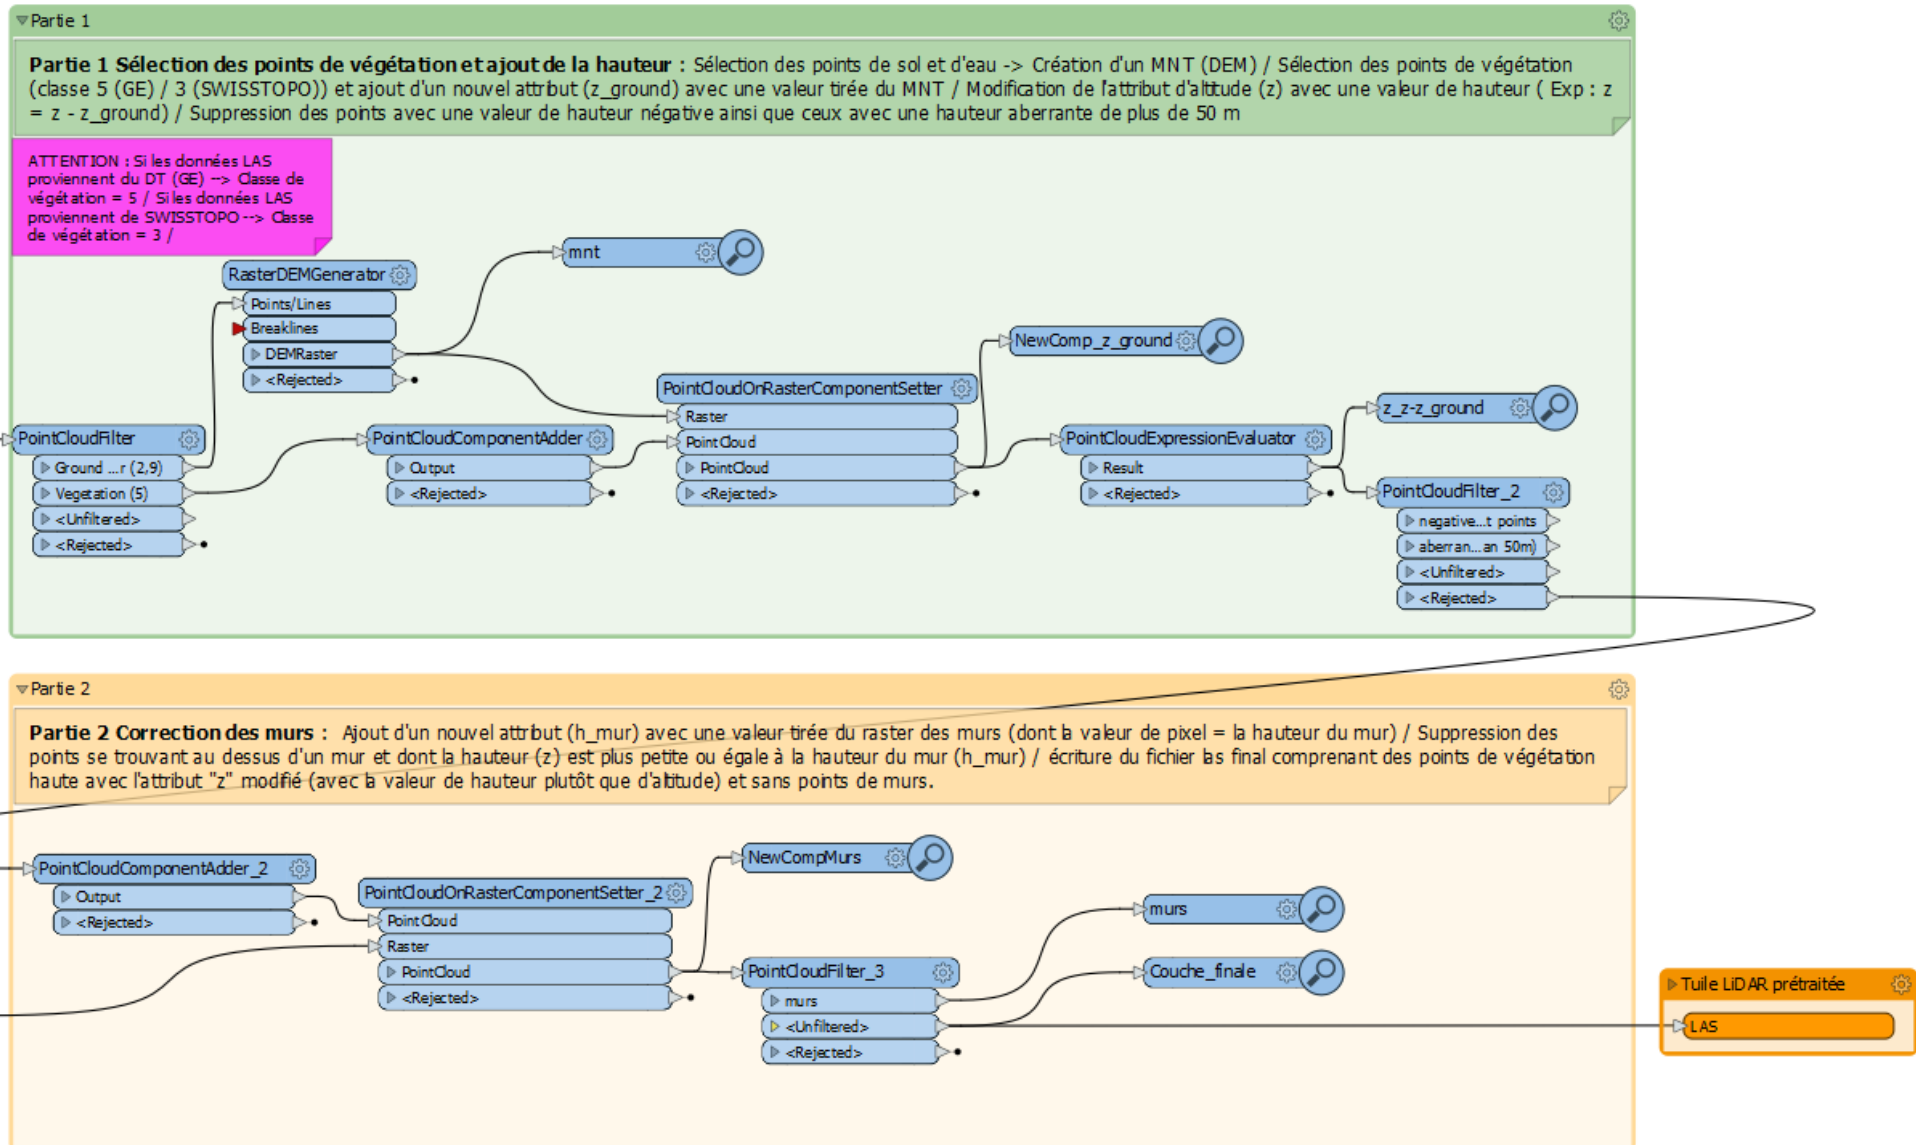 Partie 1
Partie 1 Sélection des points de végétation et ajout de la hauteur : Sélection des points de sol et d'eau -> Création d'un MNT (DEM) / Sélection des points de végétation
(classe 5 (GE) / 3 (SWISSTOPO)) et ajout d'un nouvel attribut (z_ground) avec une valeur tirée du MNT / Modification de l'attribut d'altitude (z) avec une valeur de hauteur ( Exp : z
= z - z_ground) / Suppression des points avec une valeur de hauteur négative ainsi que ceux avec une hauteur aberrante de plus de 50 m
ATTENTION : Si les données LAS
proviennent du DT (GE) --> Classe de
végétation = 5 / Si les données LAS
proviennent de SWISSTOPO --> Classe
de végétation = 3 /
mnt
RasterDEMGenerator
Points/Lines
Breaklines
DEMRaster
<Rejected>
NewComp_z_ground
PointCloudOnRasterComponentSetter
Raster
PointCloud
PointCloud
<Rejected>
z_z-z_ground
PointCloudFilter
Ground ...r (2,9)
Vegetation (5)
<Unfiltered>
<Rejected>
PointCloudComponentAdder
Output
<Rejected>
PointCloudExpressionEvaluator
Result
<Rejected>
PointCloudFilter_2
negative...t points
aberran...an 50m)
<Unfiltered>
<Rejected>
Partie 2
Partie 2 Correction des murs : Ajout d'un nouvel attribut (h_mur) avec une valeur tirée du raster des murs (dont la valeur de pixel = la hauteur du mur) / Suppression des
points se trouvant au dessus d'un mur et dont la hauteur (z) est plus petite ou égale à la hauteur du mur (h_mur) / écriture du fichier las final comprenant des points de végétation
haute avec l'attribut "z" modifié (avec la valeur de hauteur plutôt que d'altitude) et sans points de murs.
PointCloudComponentAdder_2
Output
<Rejected>
PointCloudOnRasterComponentSetter_2
PointCloud
Raster
PointCloud
<Rejected>
NewCompMurs
murs
PointCloudFilter_3
murs
<Unfiltered>
<Rejected>
Couche_finale
Tuile LiDAR prétraitée
LAS